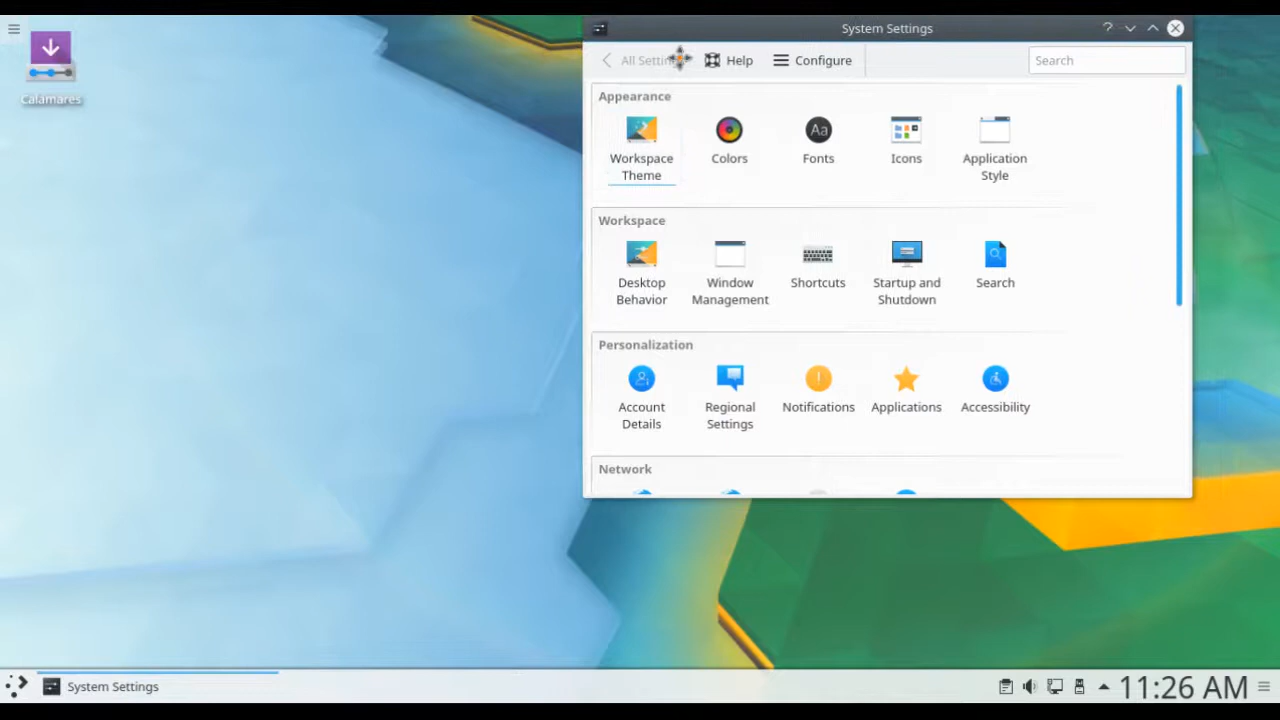 System Settings
Calamares
Help
Configure
Search
Appearance
Workspace Theme
Colors
Fonts
Icons
Application Style
Workspace
Desktop Behavior
Window Management
Shortcuts
Startup and Shutdown
Search
Personalization
Account Details
Regional Settings
Notifications
Applications
Accessibility
Network
System Settings
11:26 AM